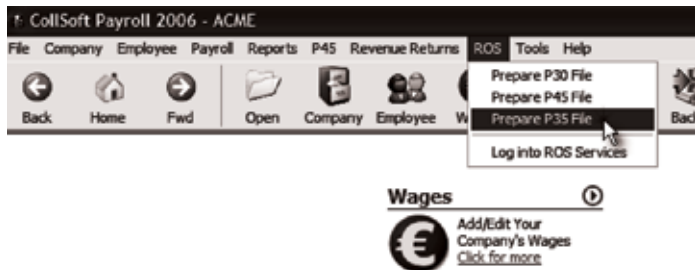 CollSoft Payroll 2006 - ACME
File Company Employee Payroll Reports P45 Revenue Returns ROS Tools Help
Prepare P30 File
Prepare P45 File
Prepare P35 File
Log into ROS Services
Back Home Fwd Open Company Employee
Wages
Add/Edit Your
Company's Wages
Click for more